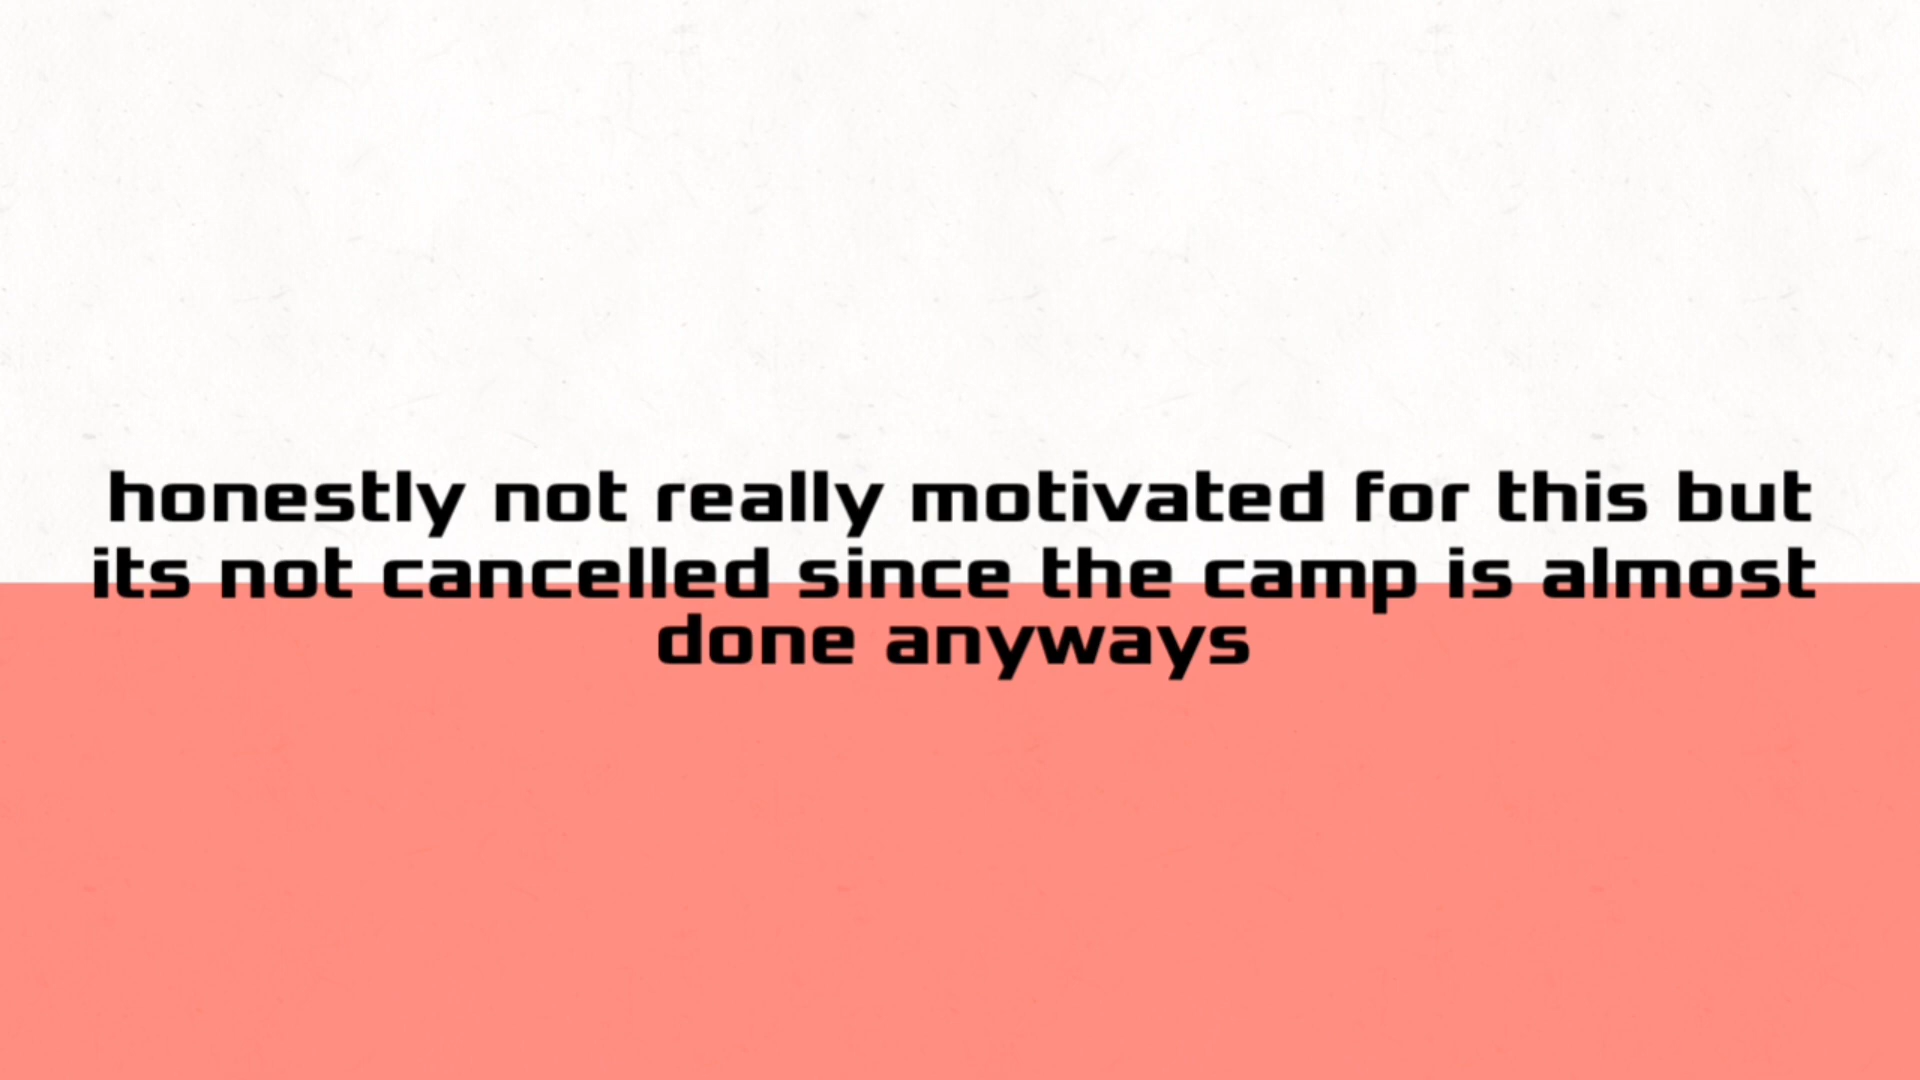 honestly not really motivated for this but
its not cancelled since the camp is almost
done anyways